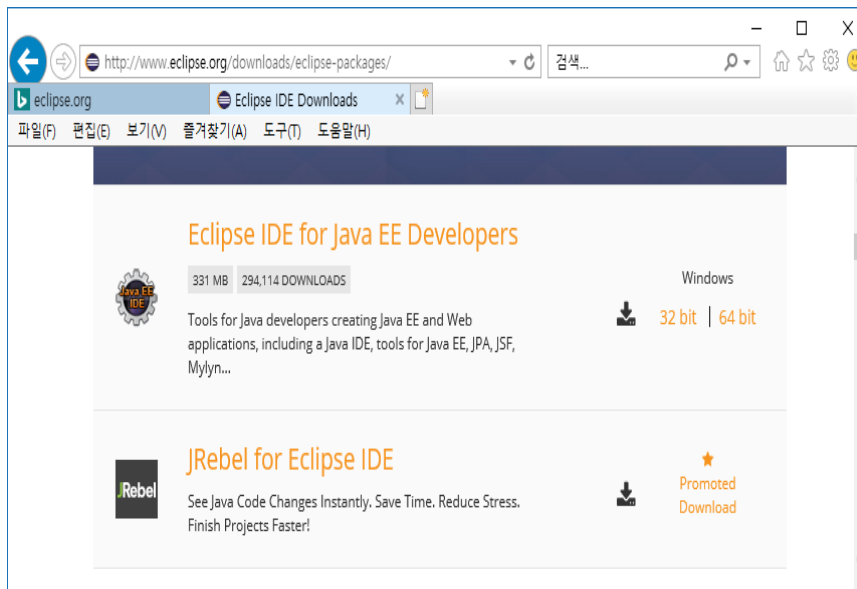 http://www.eclipse.org/downloads/eclipse-packages/
검색...
eclipse.org
Eclipse IDE Downloads
파일(F) 편집(E) 보기(V) 즐겨찾기(A) 도구(T) 도움말(H)
Eclipse IDE for Java EE Developers
331 MB 294,114 DOWNLOADS
Java EE
IDE
Tools for Java developers creating Java EE and Web
applications, including a Java IDE, tools for Java EE, JPA, JSF,
Mylyn...
Windows
32 bit | 64 bit
JRebel for Eclipse IDE
JRebel
See Java Code Changes Instantly. Save Time. Reduce Stress.
Finish Projects Faster!
Promoted
Download